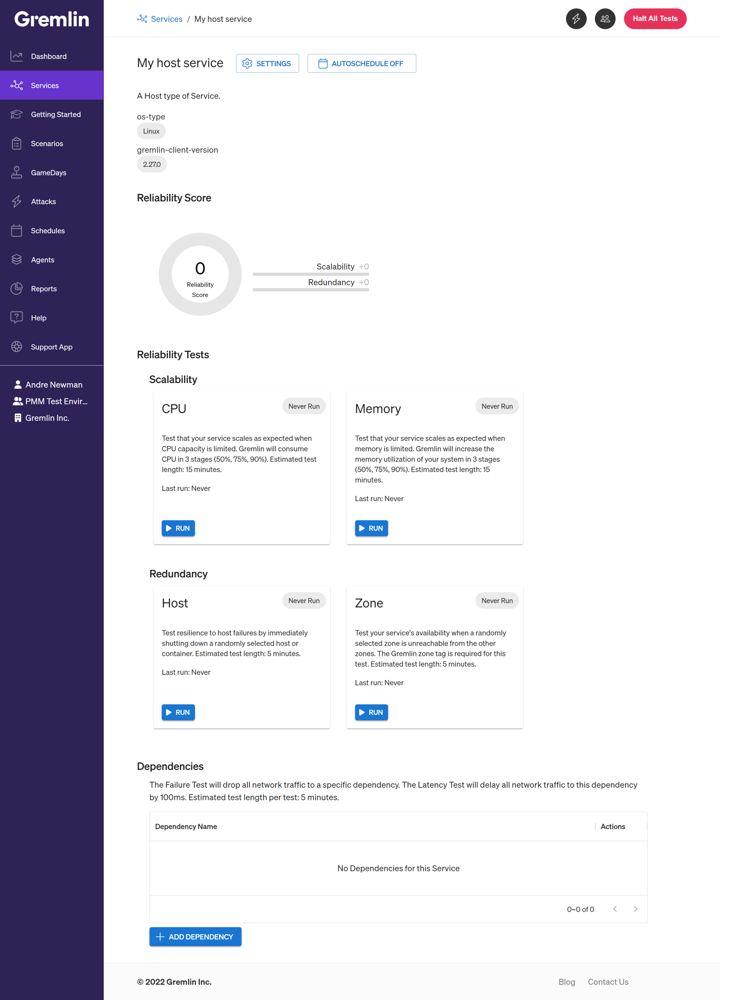 Gremlin
Dashboard
Services
Getting Started
Scenarios
GameDays
Attacks
Schedules
Agents
Reports
Help
Support App
Andre Newman
PMM Test Envir...
Gremlin Inc.
Services / My host service
Halt All Tests
My host service
SETTINGS
AUTOSCHEDULE OFF
A Host type of Service.
os-type
Linux
gremlin-client-version
2.27.0
Reliability Score
0
Reliability
Score
Scalability +0
Redundancy +0
Reliability Tests
Scalability
CPU
Never Run
Test that your service scales as expected when
CPU capacity is limited. Gremlin will consume
CPU in 3 stages (50%, 75%, 90%). Estimated test
length: 15 minutes.
Last run: Never
RUN
Memory
Never Run
Test that your service scales as expected when
memory is limited. Gremlin will increase the
memory utilization of your system in 3 stages
(50%, 75%, 90%). Estimated test length: 15
minutes.
Last run: Never
RUN
Redundancy
Host
Never Run
Test resilience to host failures by immediately
shutting down a randomly selected host or
container. Estimated test length: 5 minutes.
Last run: Never
RUN
Zone
Never Run
Test your service's availability when a randomly
selected zone is unreachable from the other
zones. The Gremlin zone tag is required for this
test. Estimated test length: 5 minutes.
Last run: Never
RUN
Dependencies
The Failure Test will drop all network traffic to a specific dependency. The Latency Test will delay all network traffic to this dependency
by 100ms. Estimated test length per test: 5 minutes.
Dependency Name
Actions
No Dependencies for this Service
0–0 of 0
ADD DEPENDENCY
© 2022 Gremlin Inc.
Blog
Contact Us